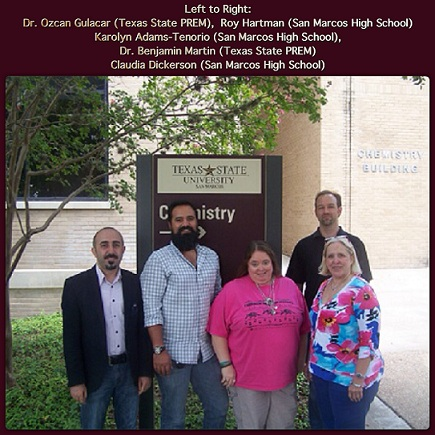 Left to Right:
Dr. Ozcan Gulacar (Texas State PREM), Roy Hartman (San Marcos High School)
Karolyn Adams-Tenorio (San Marcos High School),
Dr. Benjamin Martin (Texas State PREM)
Claudia Dickerson (San Marcos High School)
CHEMISTRY
BUILDING
TEXAS STATE
UNIVERSITY
SAN MARCOS
Chemistry